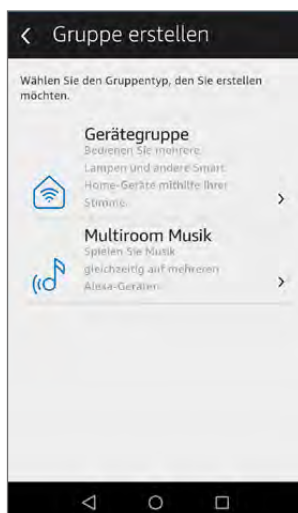 Gruppe erstellen
Wählen Sie den Gruppentyp, den Sie erstellen
möchten.
Gerätegruppe
Bedienen Sie mehrere
Lampen und andere Smart
Home-Geräte mithilfe Ihrer
Stimme.
Multiroom Musik
Spielen Sie Musik
gleichzeitig auf mehreren
Alexa-Geräten.